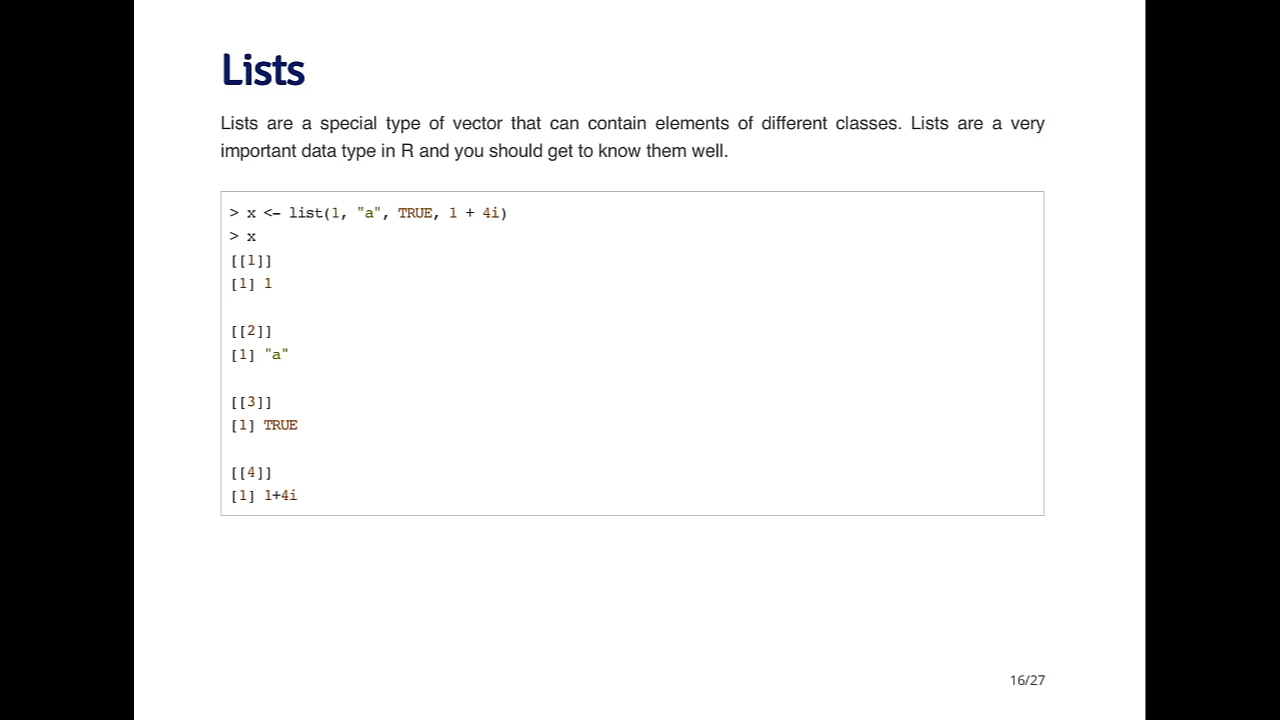 Lists
Lists are a special type of vector that can contain elements of different classes. Lists are a very
important data type in R and you should get to know them well.
> x <- list(1, "a", TRUE, 1 + 4i)
> x
[[1]]
[1] 1
[[2]]
[1] "a"
[[3]]
[1] TRUE
[[4]]
[1] 1+4i
16/27